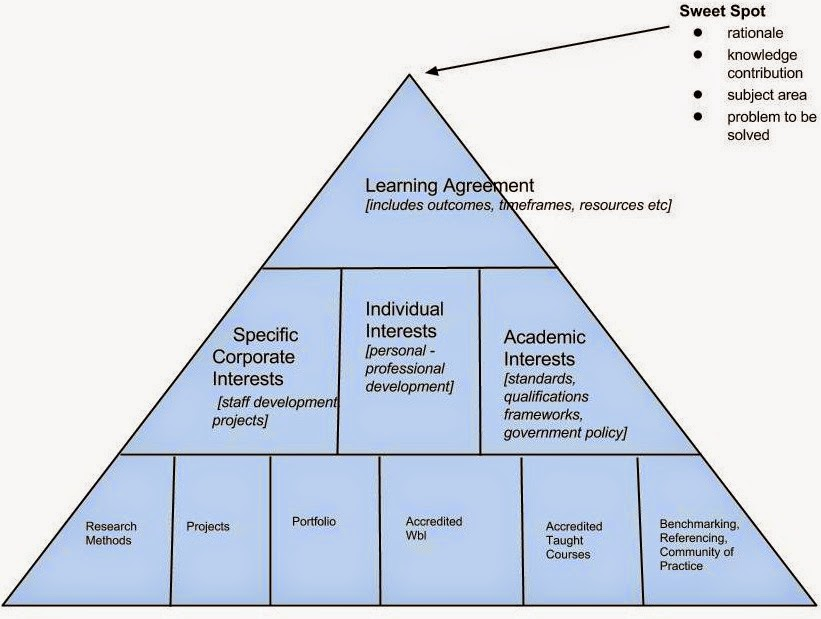 Sweet Spot
● rationale
● knowledge
contribution
● subject area
● problem to be
solved
Learning Agreement
[includes outcomes, timeframes, resources etc]
Specific
Corporate
Interests
[staff development
projects]
Individual
Interests
[personal -
professional
development]
Academic
Interests
[standards,
qualifications
frameworks,
government policy]
Research
Methods
Projects
Portfolio
Accredited
Wbl
Accredited
Taught
Courses
Benchmarking,
Referencing,
Community of
Practice